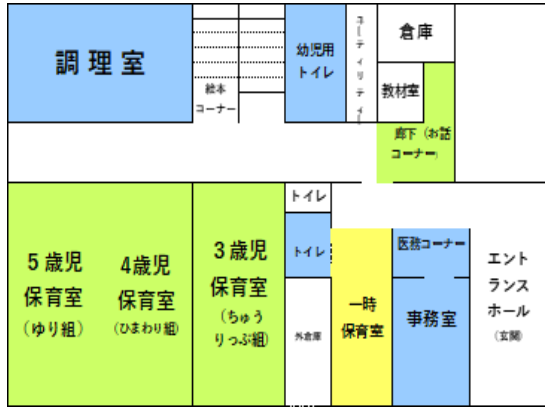 調理室
絵本
コーナー
幼児用
トイレ
ユーティリティー
倉庫
教材室
廊下（お話
コーナー）
5歳児
保育室
（ゆり組）
4歳児
保育室
（ひまわり組）
3歳児
保育室
（ちゅう
りっぷ組）
トイレ
トイレ
外倉庫
一時
保育室
医務コーナー
事務室
エント
ランス
ホール
（玄関）